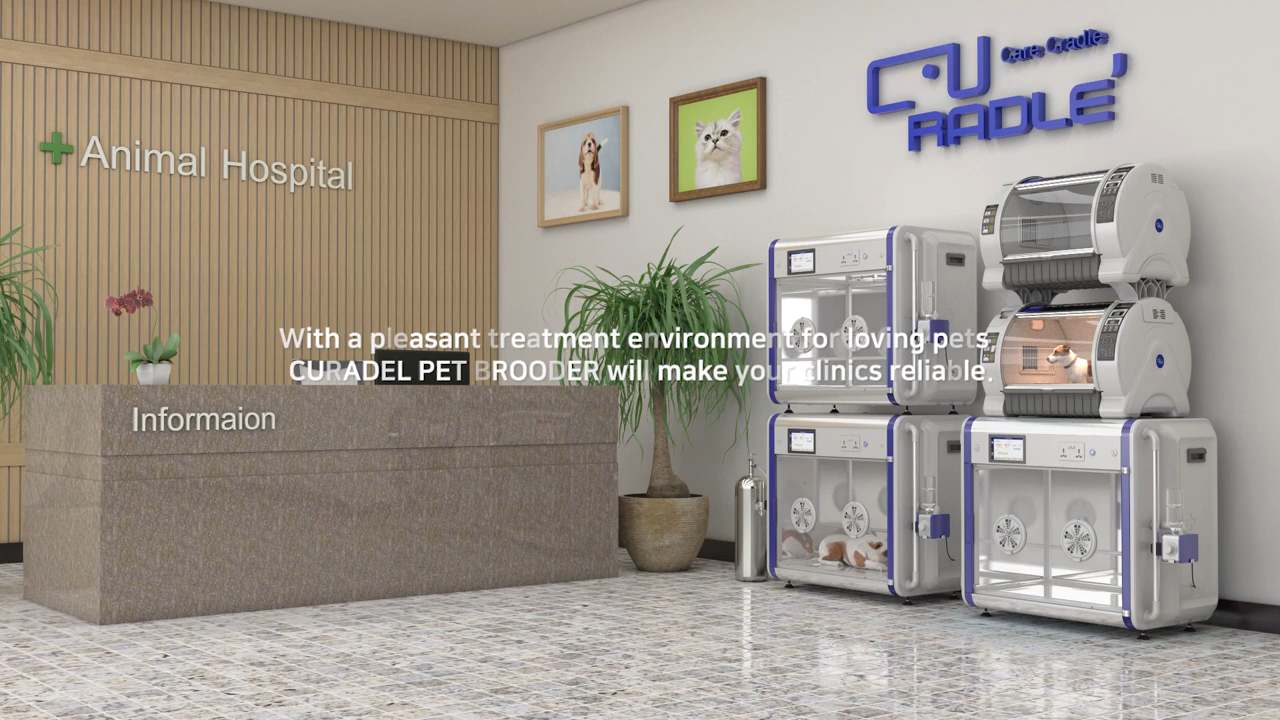 Animal Hospital
Care Cradle
CURADLE
With a pleasant treatment environment for loving pets,
CURADEL PET BROODER will make your clinics reliable.
Informaion